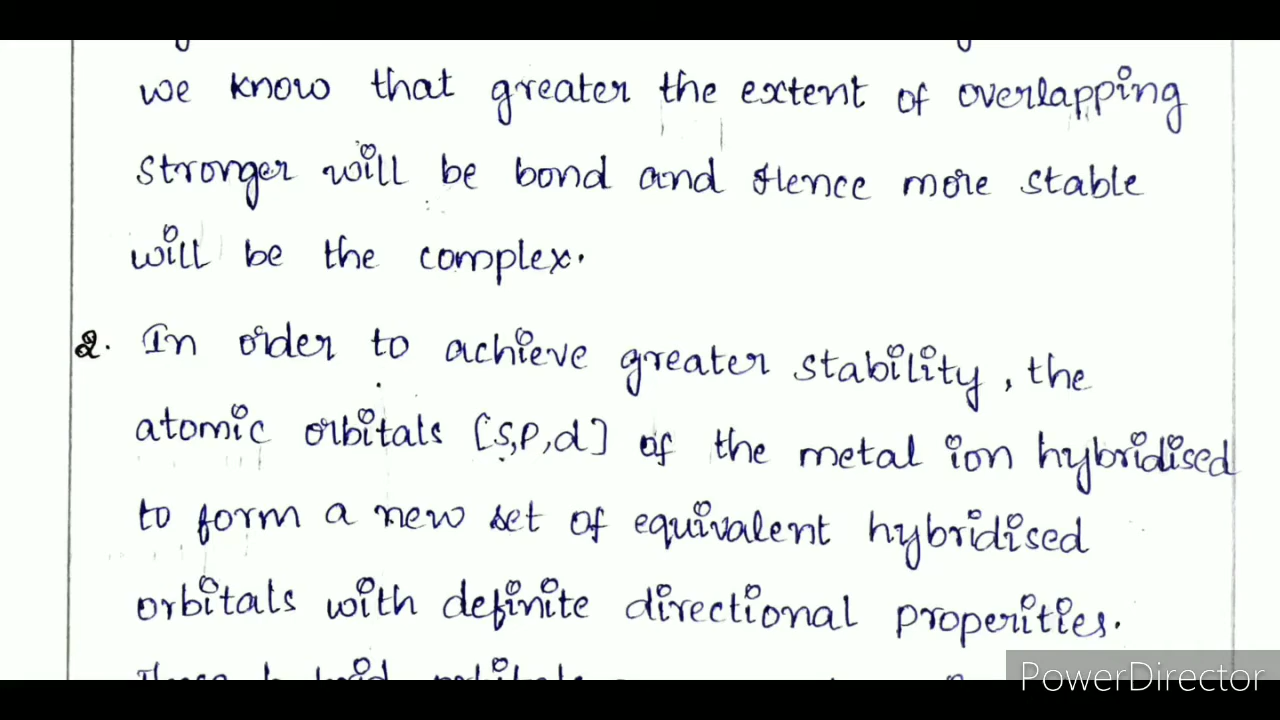 we know that greater the extent of overlapping
stronger will be bond and Hence more stable
will be the complex.
2. In order to achieve greater stability, the
atomic orbitals [s,p,d] of the metal ion hybridised
to form a new set of equivalent hybridised
orbitals with definite directional properities.
PowerDirector